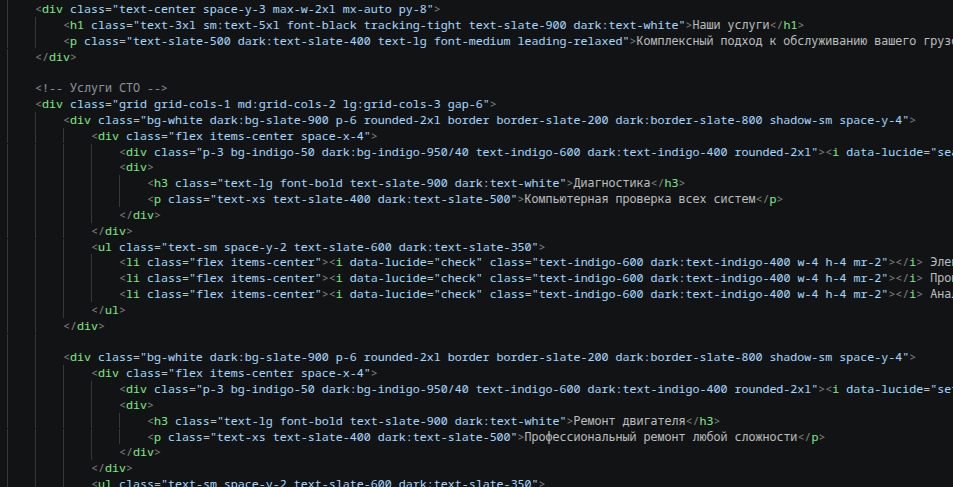 <div class="text-center space-y-3 max-w-2xl mx-auto py-8">
<h1 class="text-3xl sm:text-5xl font-black tracking-tight text-slate-900 dark:text-white">Наши услуги</h1>
<p class="text-slate-500 dark:text-slate-400 text-lg font-medium leading-relaxed">Комплексный подход к обслуживанию вашего груз
</div>
<!-- Услуги СТО -->
<div class="grid grid-cols-1 md:grid-cols-2 lg:grid-cols-3 gap-6">
<div class="bg-white dark:bg-slate-900 p-6 rounded-2xl border border-slate-200 dark:border-slate-800 shadow-sm space-y-4">
<div class="flex items-center space-x-4">
<div class="p-3 bg-indigo-50 dark:bg-indigo-950/40 text-indigo-600 dark:text-indigo-400 rounded-2xl"><i data-lucide="sea
<div>
<h3 class="text-lg font-bold text-slate-900 dark:text-white">Диагностика</h3>
<p class="text-xs text-slate-400 dark:text-slate-500">Компьютерная проверка всех систем</p>
</div>
</div>
<ul class="text-sm space-y-2 text-slate-600 dark:text-slate-350">
<li class="flex items-center"><i data-lucide="check" class="text-indigo-600 dark:text-indigo-400 w-4 h-4 mr-2"></i> Эле
<li class="flex items-center"><i data-lucide="check" class="text-indigo-600 dark:text-indigo-400 w-4 h-4 mr-2"></i> Про
<li class="flex items-center"><i data-lucide="check" class="text-indigo-600 dark:text-indigo-400 w-4 h-4 mr-2"></i> Ана
</ul>
</div>
<div class="bg-white dark:bg-slate-900 p-6 rounded-2xl border border-slate-200 dark:border-slate-800 shadow-sm space-y-4">
<div class="flex items-center space-x-4">
<div class="p-3 bg-indigo-50 dark:bg-indigo-950/40 text-indigo-600 dark:text-indigo-400 rounded-2xl"><i data-lucide="se
<div>
<h3 class="text-lg font-bold text-slate-900 dark:text-white">Ремонт двигателя</h3>
<p class="text-xs text-slate-400 dark:text-slate-500">Профессиональный ремонт любой сложности</p>
</div>
</div>
<ul class="text-sm space-y-2 text-slate-600 dark:text-slate-350">